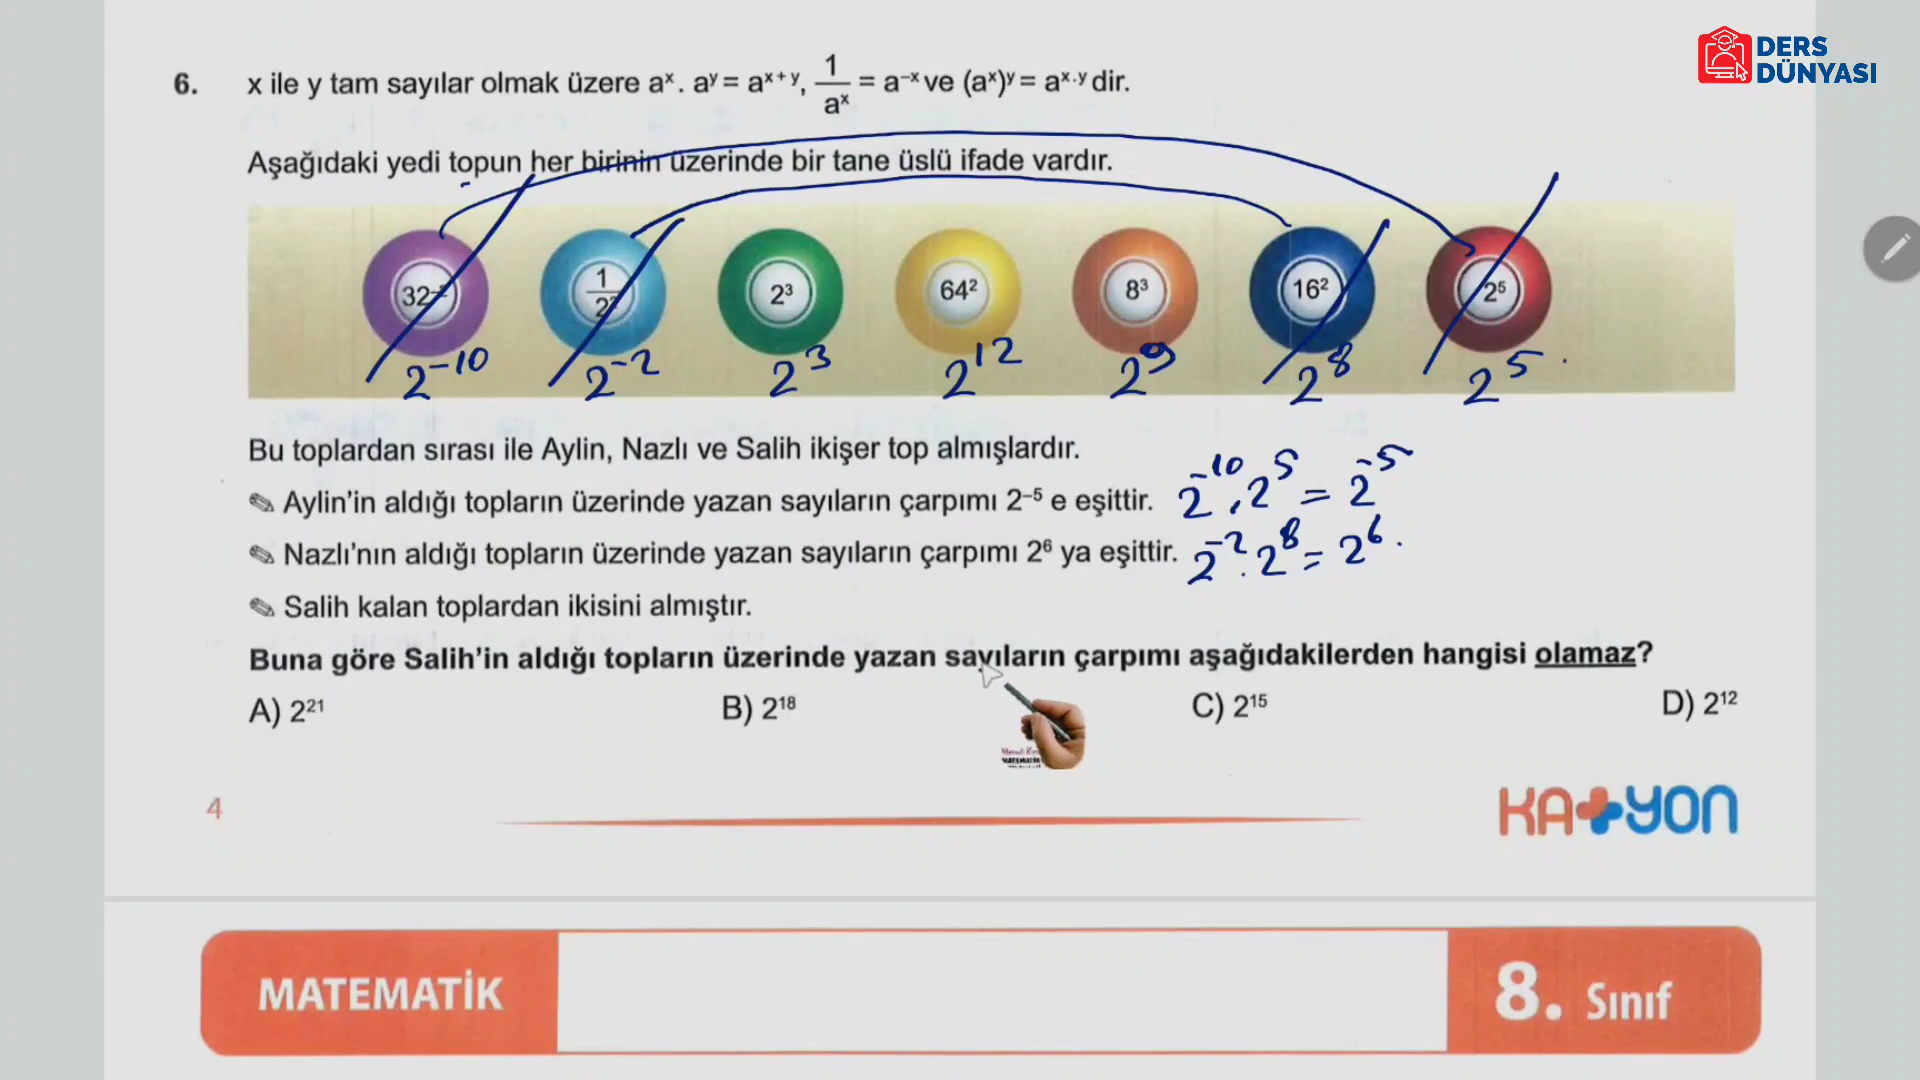 DERS
DÜNYASI
6. x ile y tam sayılar olmak üzere aˣ . aʸ = aˣ⁺ʸ, 1/aˣ = a⁻ˣ ve (aˣ)ʸ = aˣ·ʸ dir.
Aşağıdaki yedi topun her birinin üzerinde bir tane üslü ifade vardır.
2³ 64² 8³ 16² 2⁵
2⁻¹⁰ 2⁻² 2³ 2¹² 2⁹ 2⁸ 2⁵
Bu toplardan sırası ile Aylin, Nazlı ve Salih ikişer top almışlardır.
Aylin’in aldığı topların üzerinde yazan sayıların çarpımı 2⁻⁵ e eşittir. 2⁻¹⁰ . 2⁵ = 2⁻⁵
Nazlı’nın aldığı topların üzerinde yazan sayıların çarpımı 2⁶ ya eşittir. 2⁻² . 2⁸ = 2⁶ .
Salih kalan toplardan ikisini almıştır.
Buna göre Salih’in aldığı topların üzerinde yazan sayıların çarpımı aşağıdakilerden hangisi olamaz?
A) 2²¹ B) 2¹⁸ C) 2¹⁵ D) 2¹²
MATEMATİK
4
KATYON
MATEMATİK
8. Sınıf